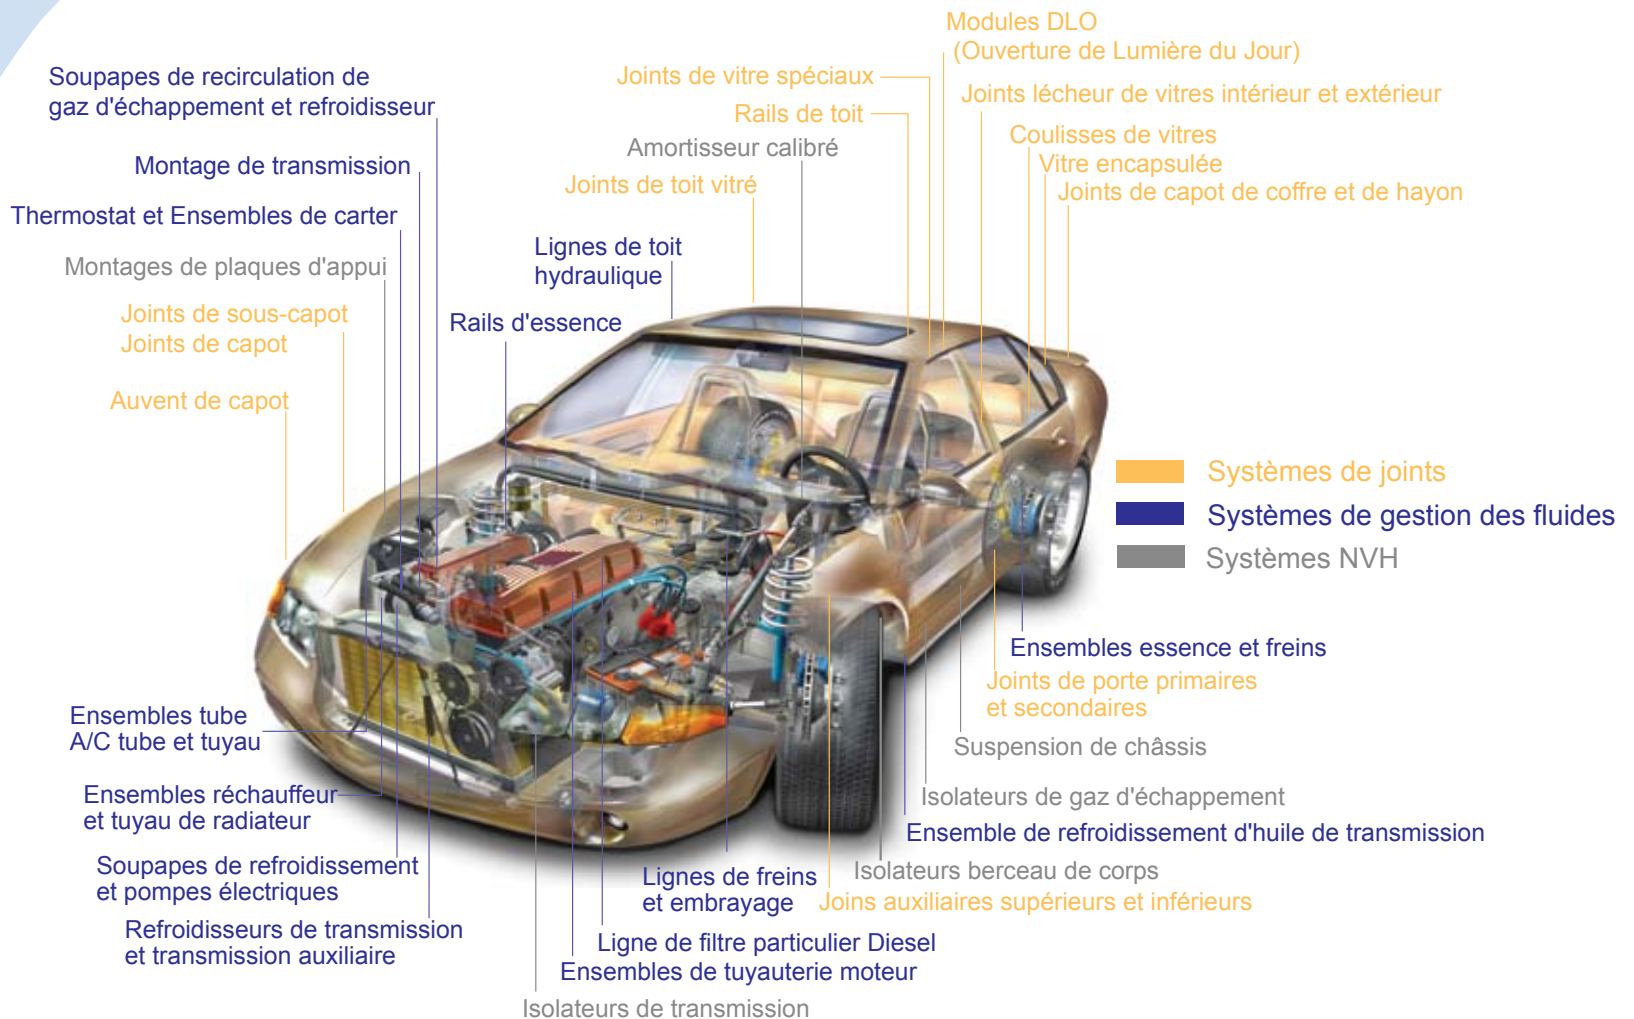 Modules DLO
(Ouverture de Lumière du Jour)
Soupapes de recirculation de
gaz d'échappement et refroidisseur
Joints de vitre spéciaux
Joints lécheur de vitres intérieur et extérieur
Rails de toit
Coulisses de vitres
Amortisseur calibré
Vitre encapsulée
Montage de transmission
Joints de toit vitré
Joints de capot de coffre et de hayon
Thermostat et Ensembles de carter
Lignes de toit
hydraulique
Montages de plaques d'appui
Joints de sous-capot
Joints de capot
Rails d'essence
Auvent de capot
Systèmes de joints
Systèmes de gestion des fluides
Systèmes NVH
Ensembles essence et freins
Joints de porte primaires
et secondaires
Ensembles tube
A/C tube et tuyau
Suspension de châssis
Ensembles réchauffeur
et tuyau de radiateur
Isolateurs de gaz d'échappement
Ensemble de refroidissement d'huile de transmission
Soupapes de refroidissement
et pompes électriques
Isolateurs berceau de corps
Lignes de freins
et embrayage
Joins auxiliaires supérieurs et inférieurs
Refroidisseurs de transmission
et transmission auxiliaire
Ligne de filtre particulier Diesel
Ensembles de tuyauterie moteur
Isolateurs de transmission